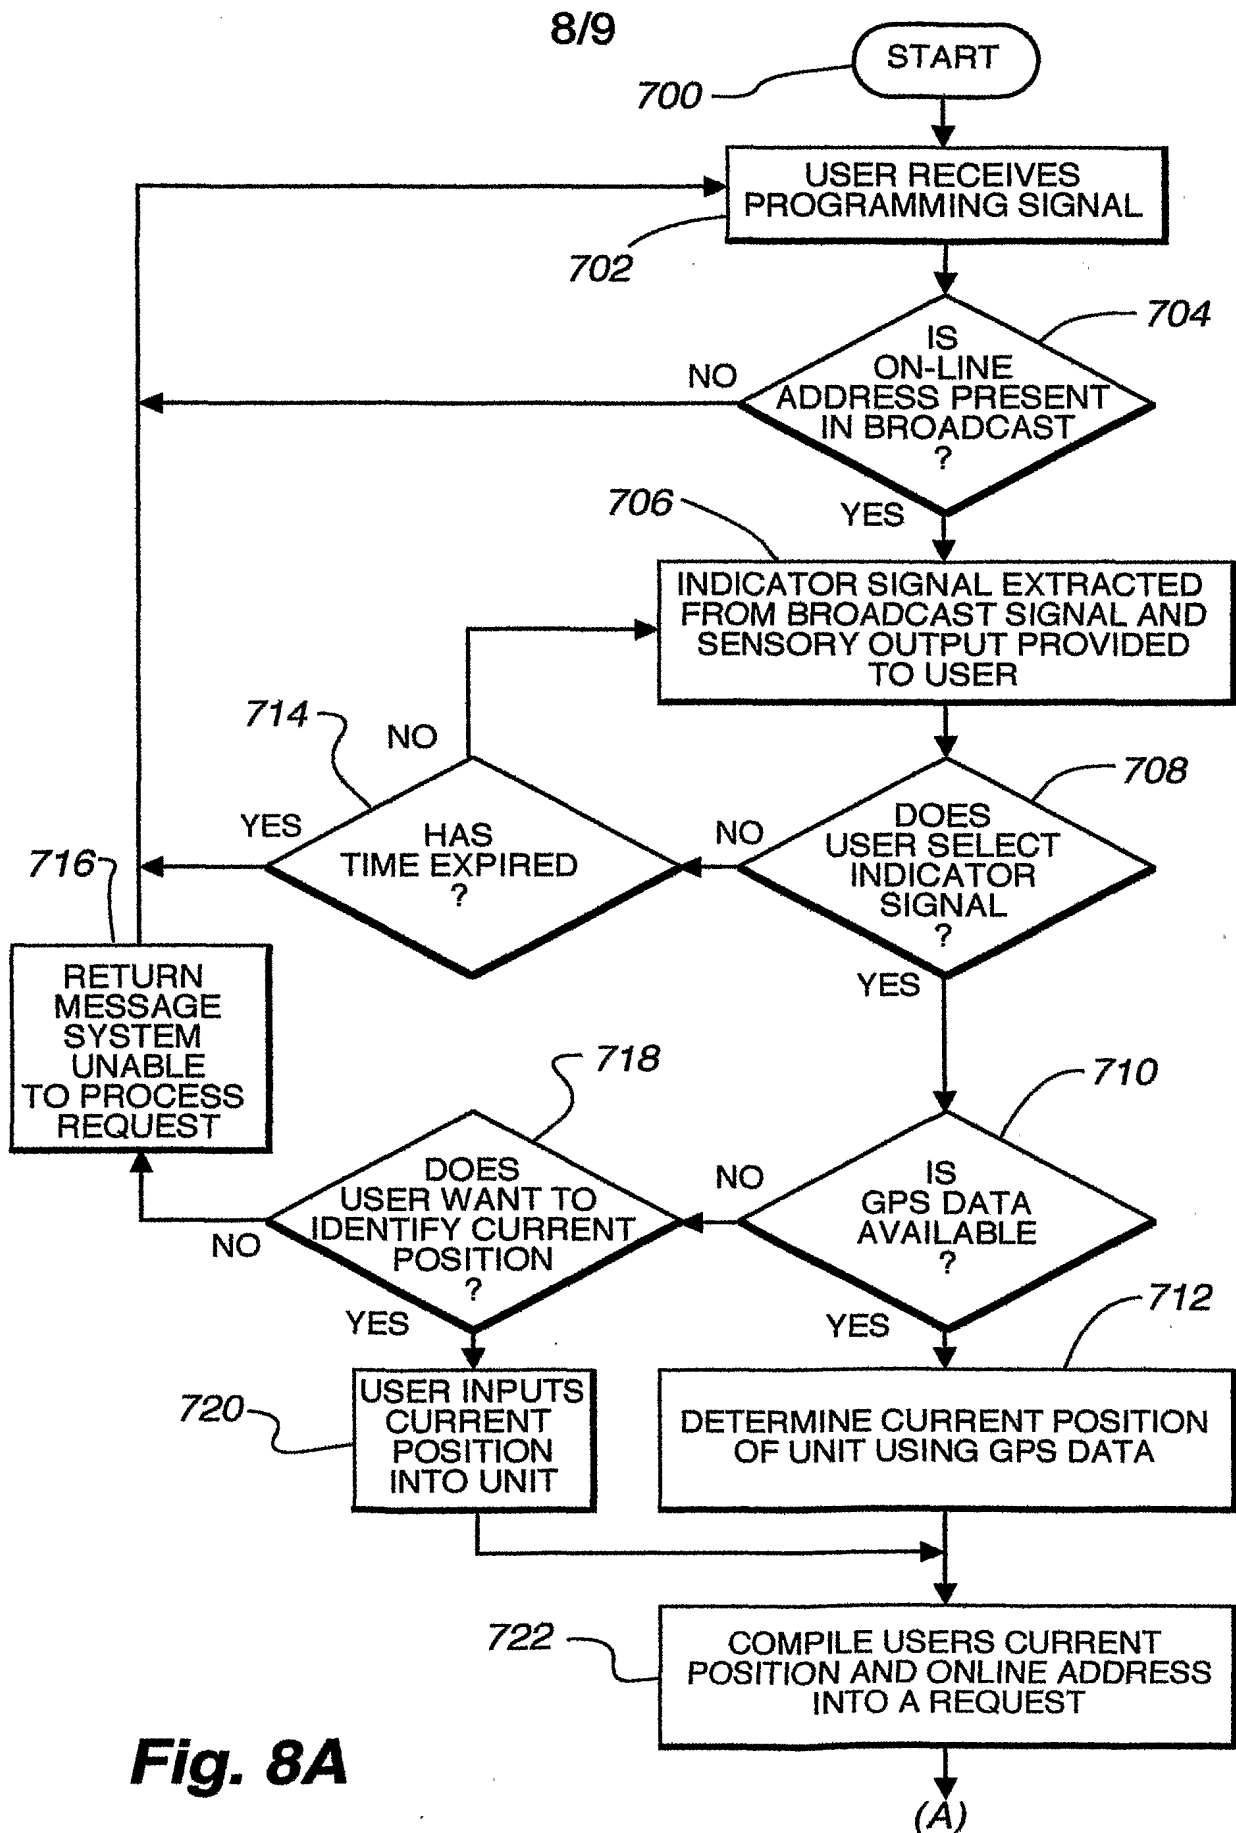 8/9
START
700
USER RECEIVES
PROGRAMMING SIGNAL
702
704
IS
ON-LINE
ADDRESS PRESENT
IN BROADCAST
?
NO
YES
706
INDICATOR SIGNAL EXTRACTED
FROM BROADCAST SIGNAL AND
SENSORY OUTPUT PROVIDED
TO USER
714
NO
YES
HAS
TIME EXPIRED
?
708
NO
DOES
USER SELECT
INDICATOR
SIGNAL
?
YES
716
RETURN
MESSAGE
SYSTEM
UNABLE
TO PROCESS
REQUEST
718
DOES
USER WANT TO
IDENTIFY CURRENT
POSITION
?
NO
YES
710
NO
IS
GPS DATA
AVAILABLE
?
YES
712
720
USER INPUTS
CURRENT
POSITION
INTO UNIT
DETERMINE CURRENT POSITION
OF UNIT USING GPS DATA
722
COMPILE USERS CURRENT
POSITION AND ONLINE ADDRESS
INTO A REQUEST
Fig. 8A
(A)